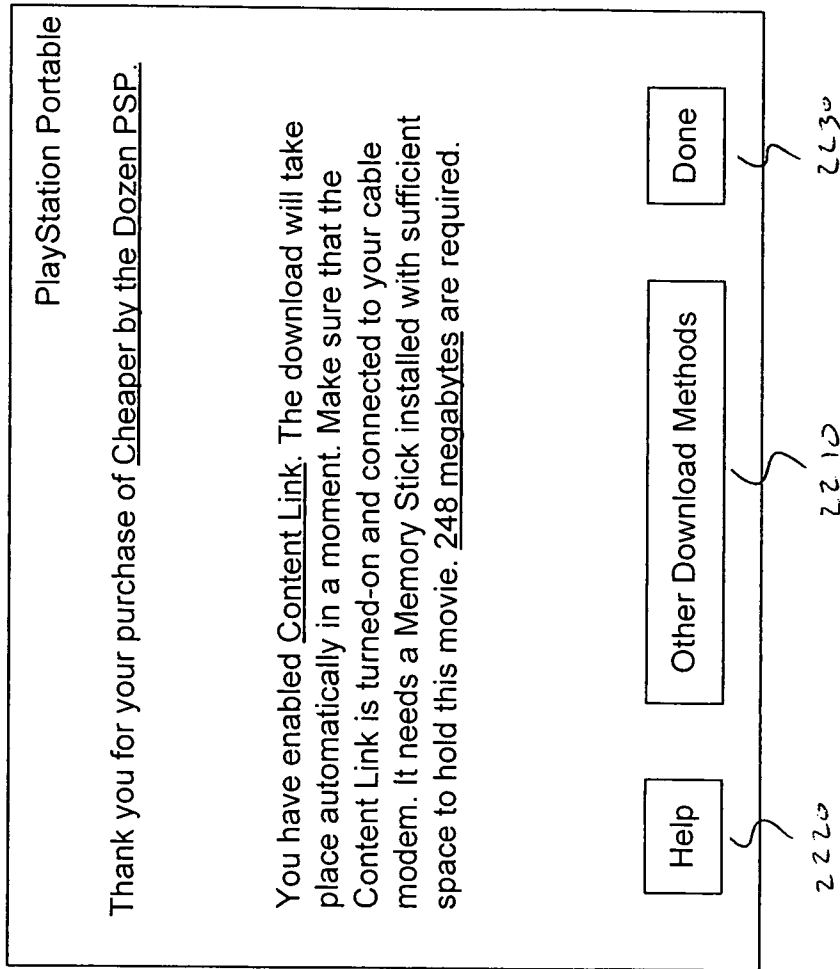 PlayStation Portable
Thank you for your purchase of Cheaper by the Dozen PSP.
You have enabled Content Link. The download will take
place automatically in a moment. Make sure that the
Content Link is turned-on and connected to your cable
modem. It needs a Memory Stick installed with sufficient
space to hold this movie. 248 megabytes are required.
Help
Other Download Methods
Done
2220
2210
2230